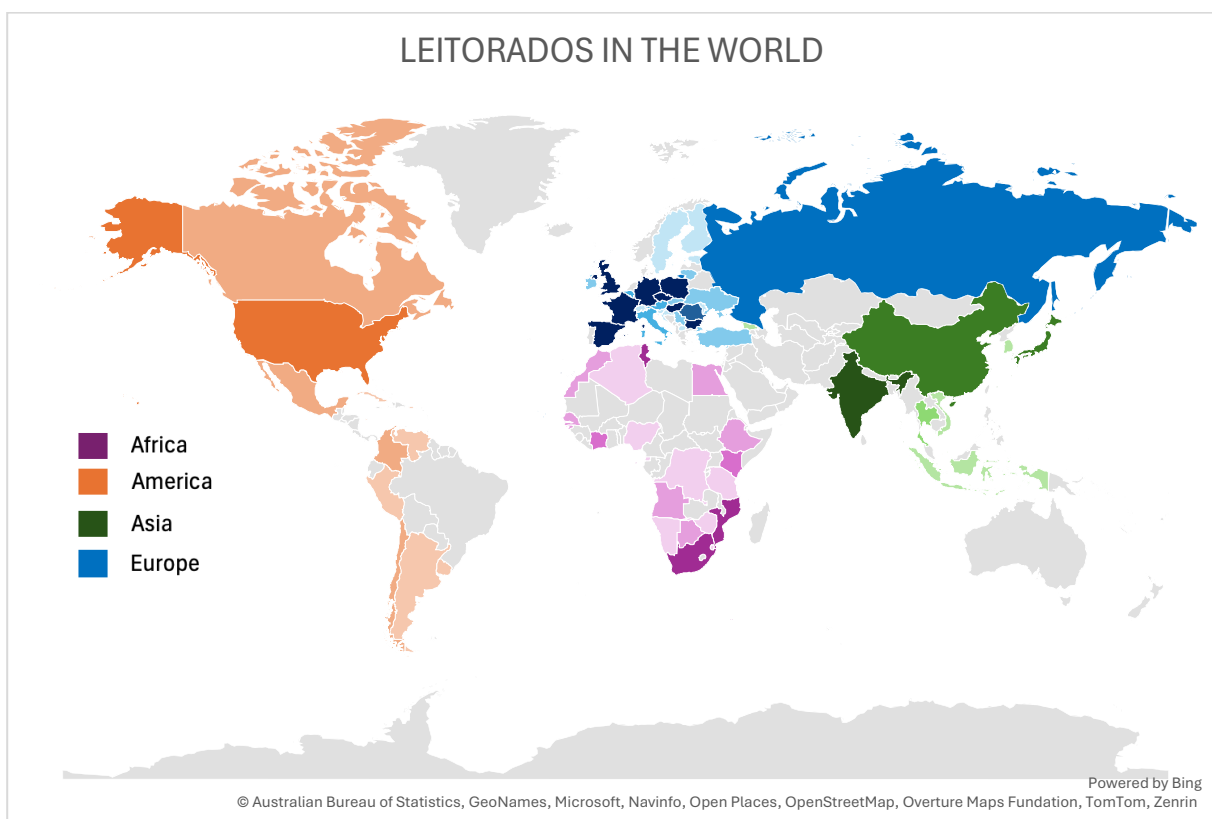 LEITORADOS IN THE WORLD
Africa
America
Asia
Europe
Powered by Bing
© Australian Bureau of Statistics, GeoNames, Microsoft, Navinfo, Open Places, OpenStreetMap, Overture Maps Fundation, TomTom, Zenrin